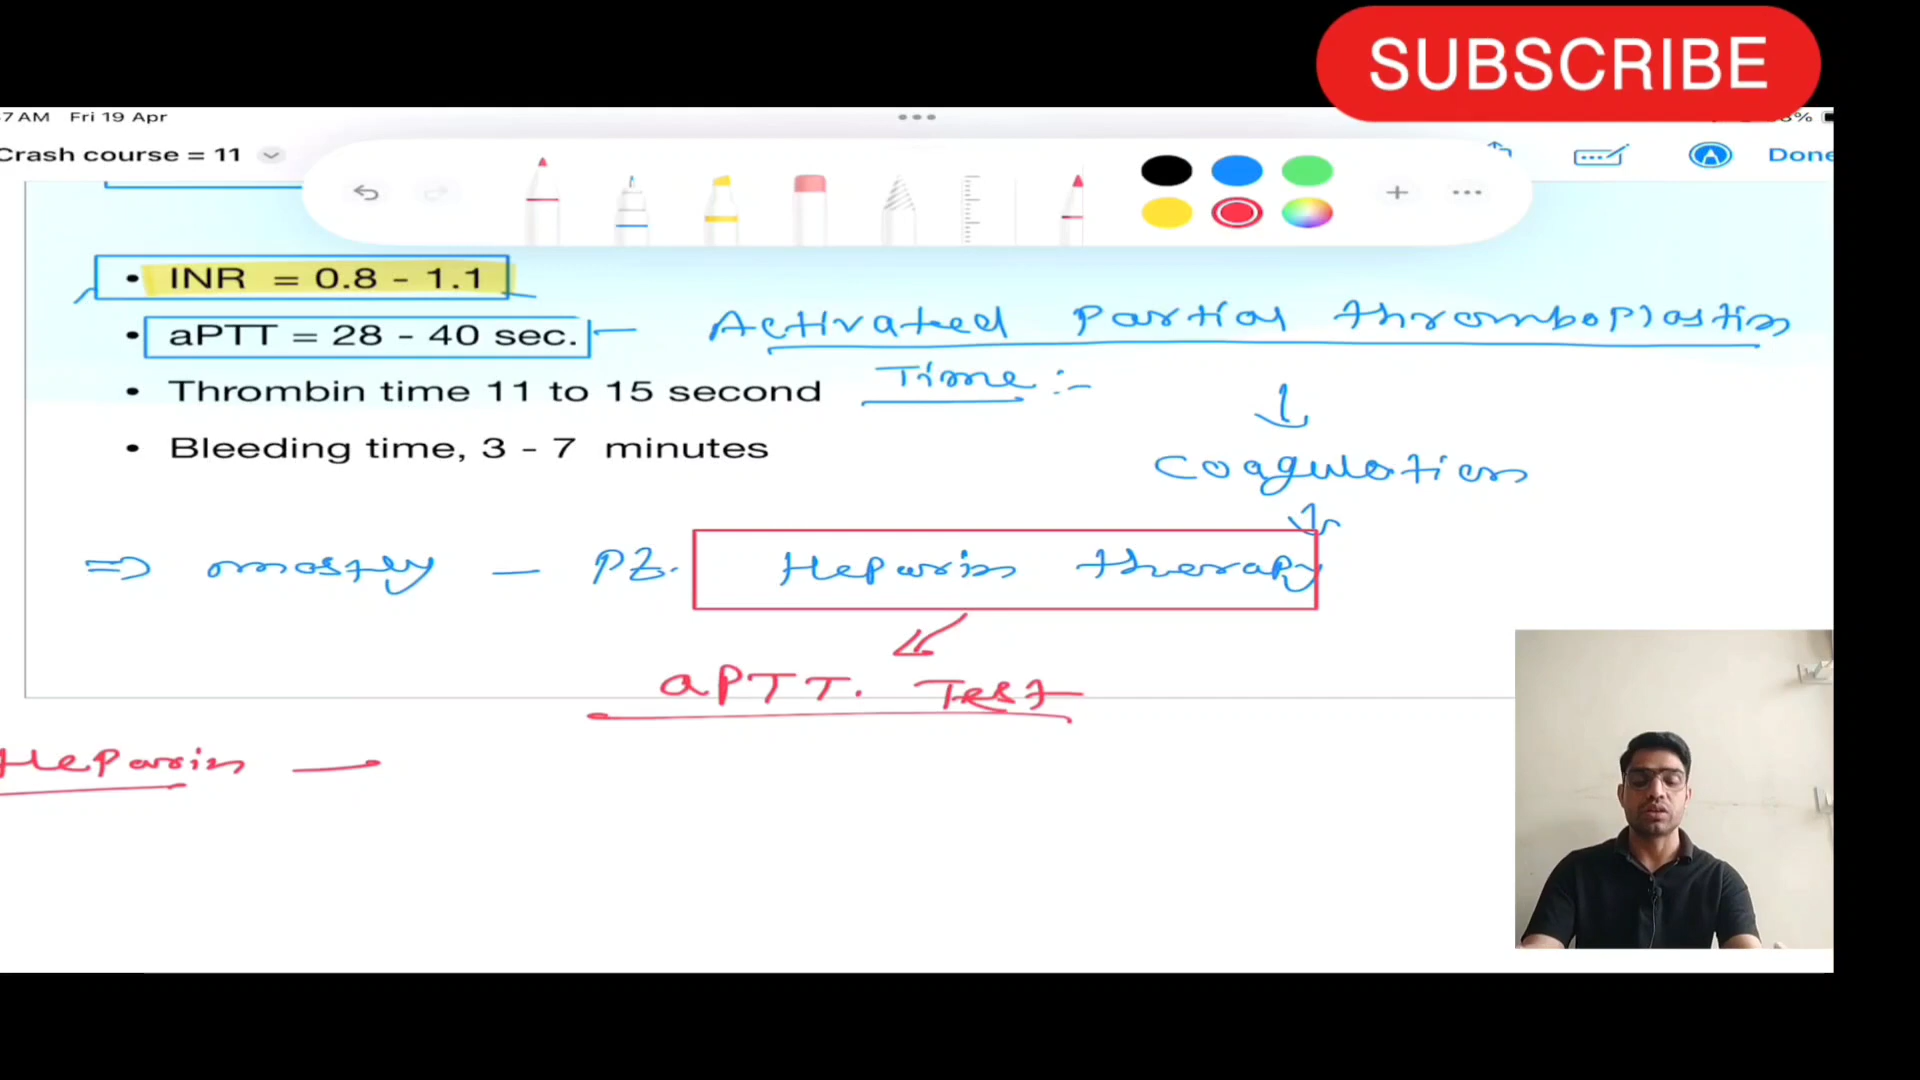 SUBSCRIBE
7 AM Fri 19 Apr
Crash course = 11
Done
• INR = 0.8 - 1.1
• aPTT = 28 - 40 sec. Activated Partial thromboplastin
• Thrombin time 11 to 15 second Time :-
• Bleeding time, 3 - 7 minutes
coagulation
⇒ mostly - Pz. Heparin therapy
aPTT. Test
Heparin —